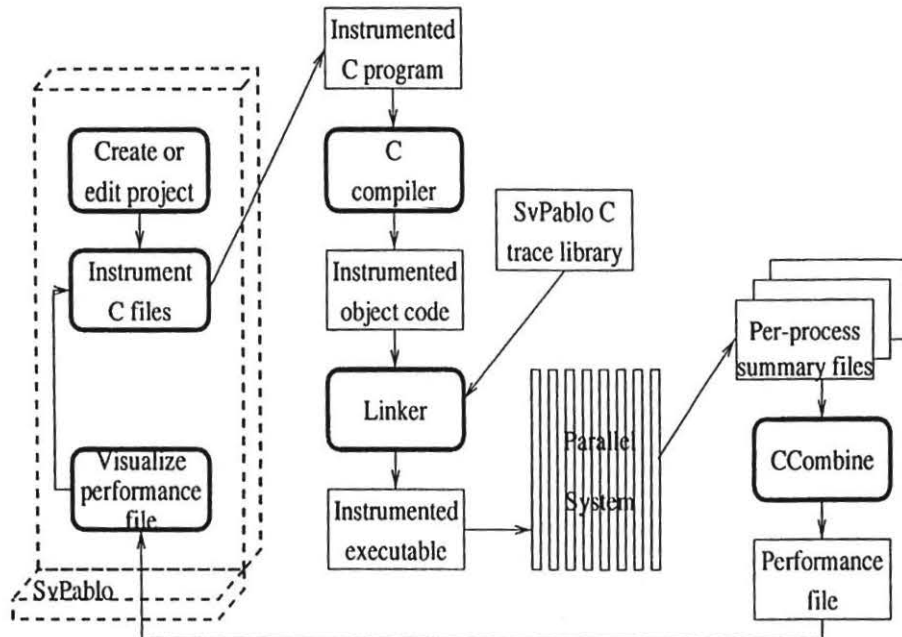 Instrumented
C program
Create or
edit project
C
compiler
SvPablo C
trace library
Instrument
C files
Instrumented
object code
Per-process
summary files
Linker
Parallel
System
CCombine
Visualize
performance
file
Instrumented
executable
Performance
file
SvPablo